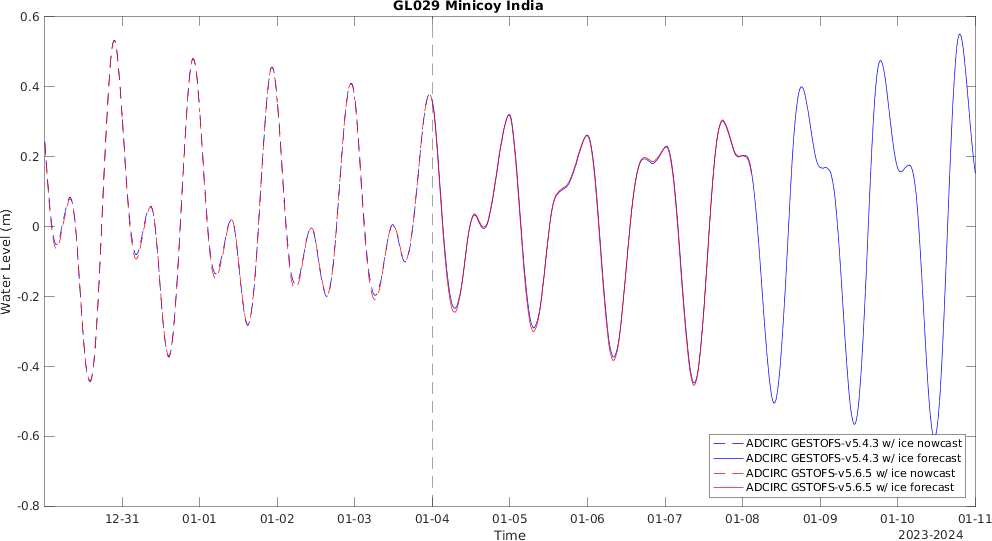 GL029 Minicoy India
0.6
0.4
0.2
0
-0.2
-0.4
-0.6
-0.8
Water Level (m)
ADCIRC GESTOFS-v5.4.3 w/ ice nowcast
ADCIRC GESTOFS-v5.4.3 w/ ice forecast
ADCIRC GSTOFS-v5.6.5 w/ ice nowcast
ADCIRC GSTOFS-v5.6.5 w/ ice forecast
12-31 01-01 01-02 01-03 01-04 01-05 01-06 01-07 01-08 01-09 01-10 01-11
Time
2023-2024